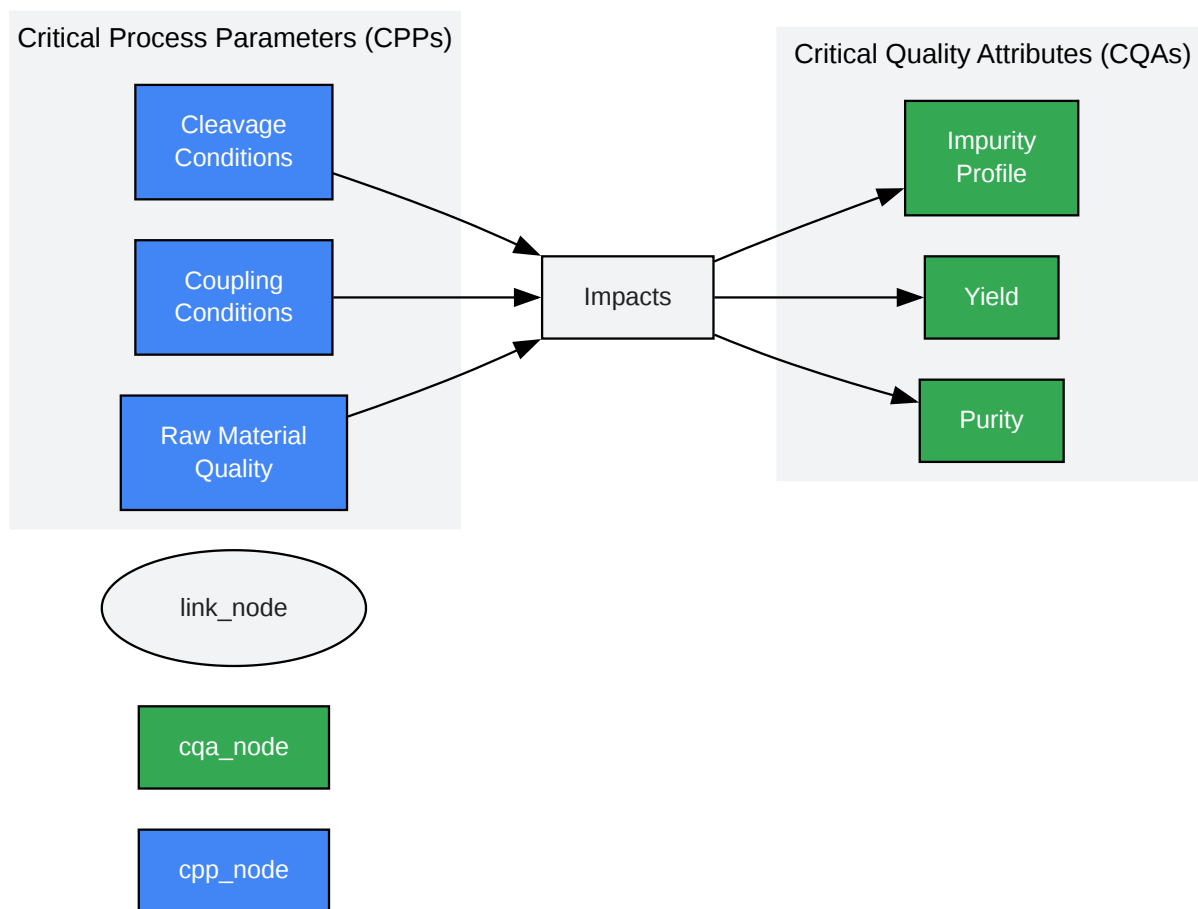 Critical Process Parameters (CPPs)
Cleavage
Conditions
Coupling
Conditions
Raw Material
Quality
Impacts
Critical Quality Attributes (CQAs)
Impurity
Profile
Yield
Purity
link_node
cqa_node
cpp_node